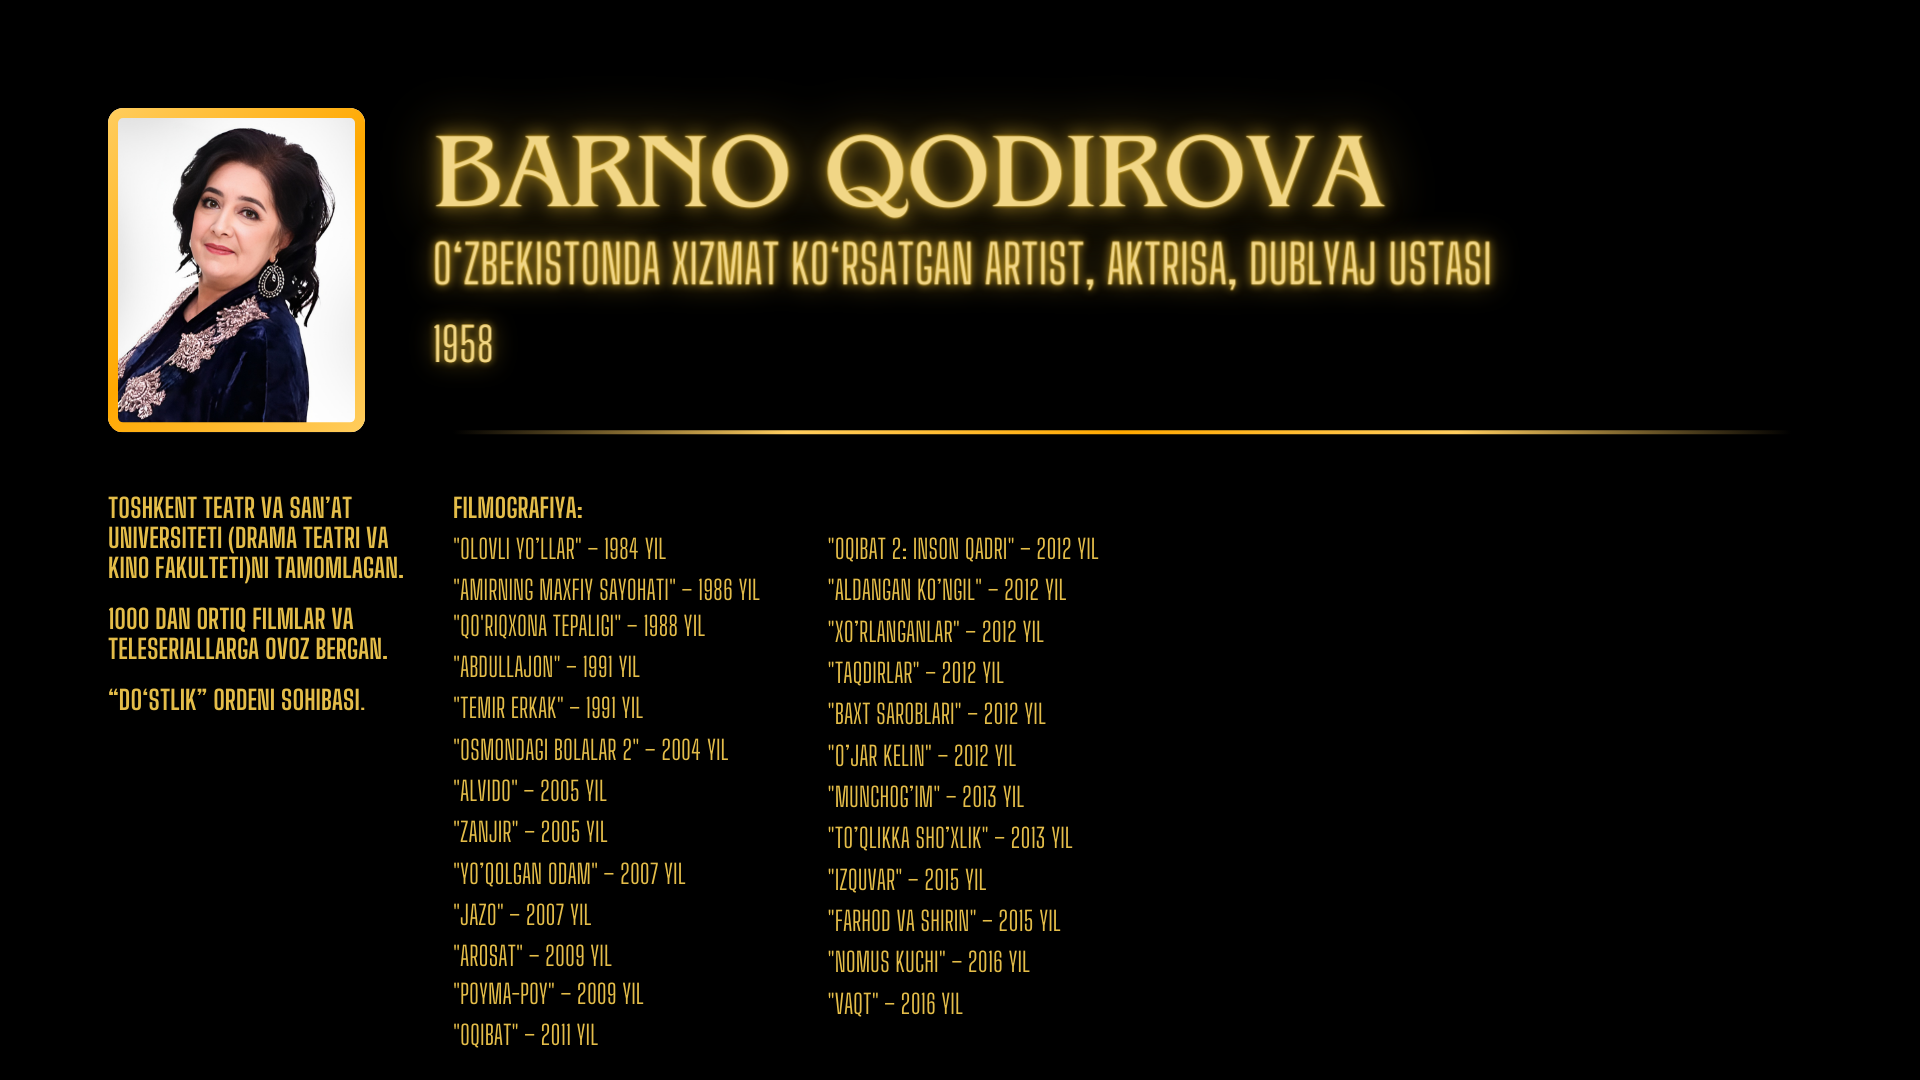 BARNO QODIROVA
O‘ZBEKISTONDA XIZMAT KO‘RSATGAN ARTIST, AKTRISA, DUBLYAJ USTASI
1958
TOSHKENT TEATR VA SAN’AT
UNIVERSITETI (DRAMA TEATRI VA
KINO FAKULTETI)NI TAMOMLAGAN.
1000 DAN ORTIQ FILMLAR VA
TELESERIALLARGA OVOZ BERGAN.
“DO‘STLIK” ORDENI SOHIBASI.
FILMOGRAFIYA:
"OLOVLI YO’LLAR" – 1984 YIL
"AMIRNING MAXFIY SAYOHATI" – 1986 YIL
"QO'RIQXONA TEPALIGI" – 1988 YIL
"ABDULLAJON" – 1991 YIL
"TEMIR ERKAK" – 1991 YIL
"OSMONDAGI BOLALAR 2" – 2004 YIL
"ALVIDO" – 2005 YIL
"ZANJIR" – 2005 YIL
"YO’QOLGAN ODAM" – 2007 YIL
"JAZO" – 2007 YIL
"AROSAT" – 2009 YIL
"POYMA-POY" – 2009 YIL
"OQIBAT" – 2011 YIL
"OQIBAT 2: INSON QADRI" – 2012 YIL
"ALDANGAN KO’NGIL" – 2012 YIL
"XO’RLANGANLAR" – 2012 YIL
"TAQDIRLAR" – 2012 YIL
"BAXT SAROBLARI" – 2012 YIL
"O’JAR KELIN" – 2012 YIL
"MUNCHOG’IM" – 2013 YIL
"TO’QLIKKA SHO’XLIK" – 2013 YIL
"IZQUVAR" – 2015 YIL
"FARHOD VA SHIRIN" – 2015 YIL
"NOMUS KUCHI" – 2016 YIL
"VAQT" – 2016 YIL